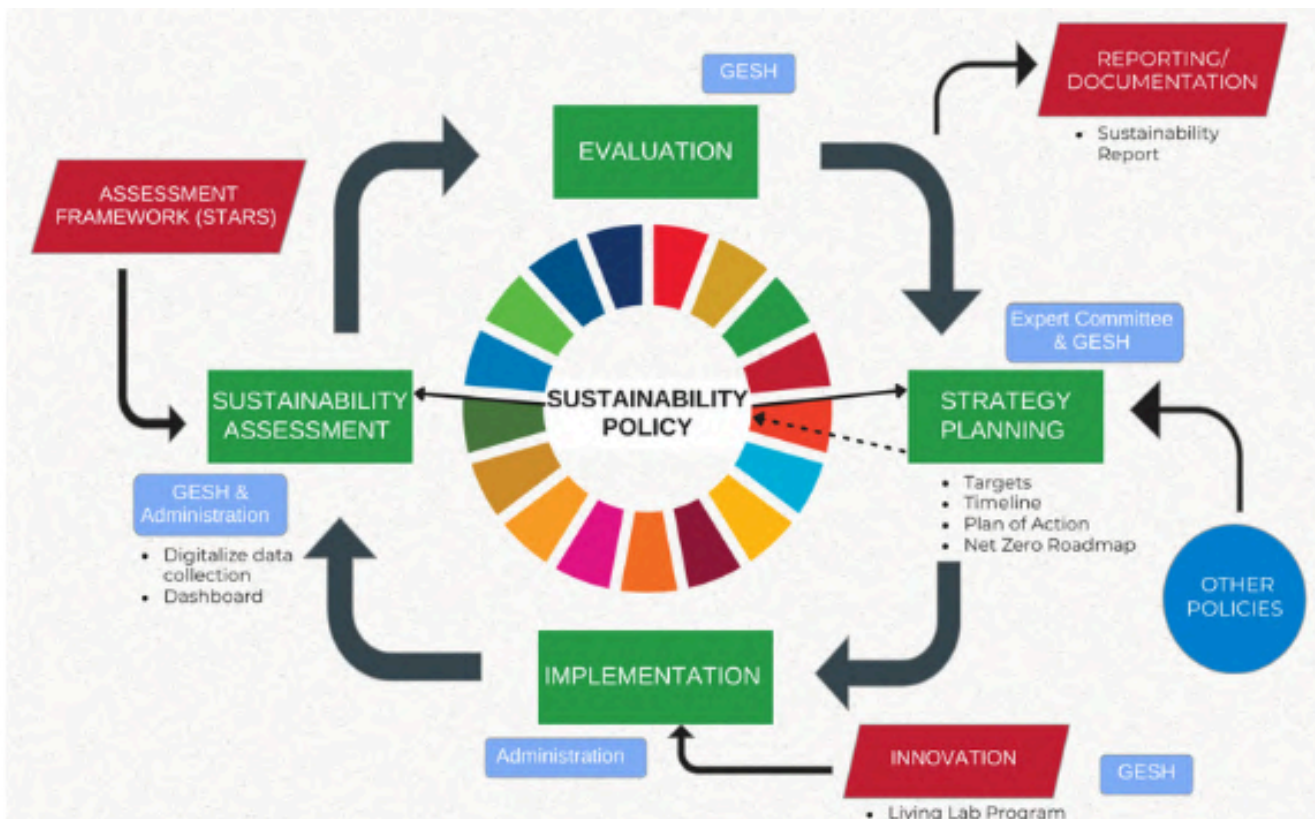 GESH
REPORTING/
DOCUMENTATION
• Sustainability
Report
EVALUATION
ASSESSMENT
FRAMEWORK (STARS)
Expert Committee
& GESH
SUSTAINABILITY
ASSESSMENT
SUSTAINABILITY
POLICY
STRATEGY
PLANNING
GESH &
Administration
• Digitalize data
collection
• Dashboard
• Targets
• Timeline
• Plan of Action
• Net Zero Roadmap
OTHER
POLICIES
IMPLEMENTATION
Administration
INNOVATION
GESH
• Living Lab Program